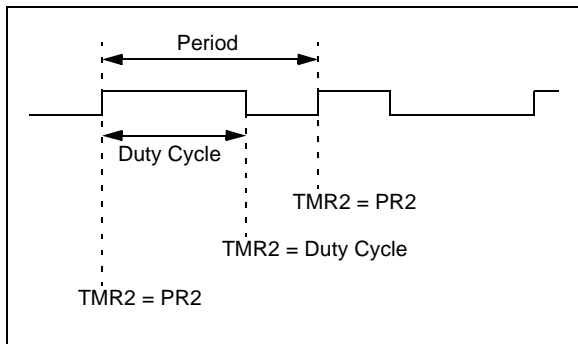 Period
Duty Cycle
TMR2 = PR2
TMR2 = Duty Cycle
TMR2 = PR2